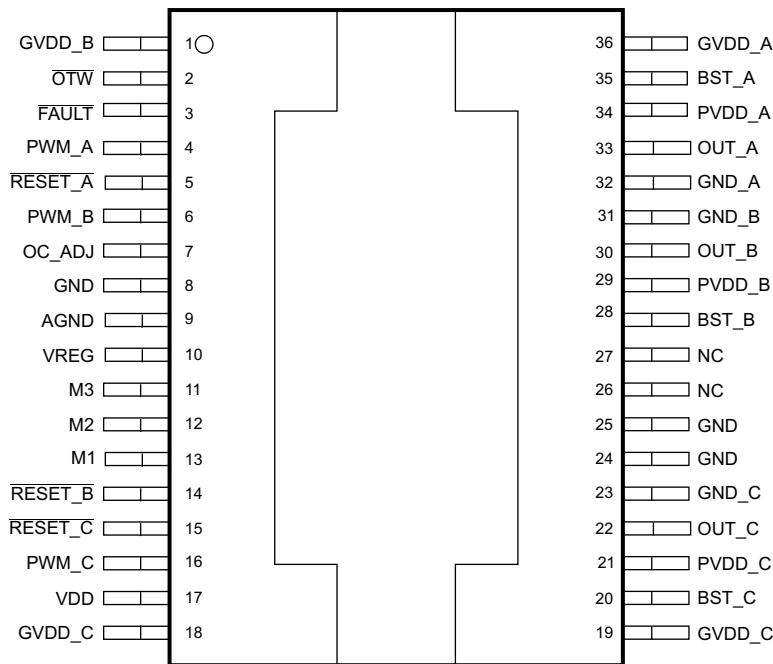 GVDD_B 1 36 GVDD_A
OTW 2 35 BST_A
FAULT 3 34 PVDD_A
PWM_A 4 33 OUT_A
RESET_A 5 32 GND_A
PWM_B 6 31 GND_B
OC_ADJ 7 30 OUT_B
GND 8 29 PVDD_B
AGND 9 28 BST_B
VREG 10 27 NC
M3 11 26 NC
M2 12 25 GND
M1 13 24 GND
RESET_B 14 23 GND_C
RESET_C 15 22 OUT_C
PWM_C 16 21 PVDD_C
VDD 17 20 BST_C
GVDD_C 18 19 GVDD_C